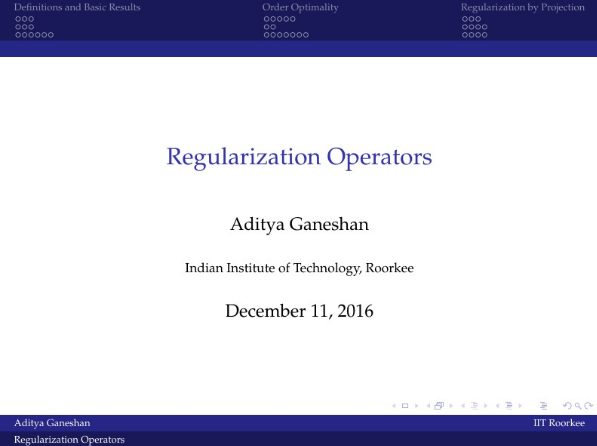 Definitions and Basic Results Order Optimality Regularization by Projection
Regularization Operators
Aditya Ganeshan
Indian Institute of Technology, Roorkee
December 11, 2016
Aditya Ganeshan IIT Roorkee
Regularization Operators